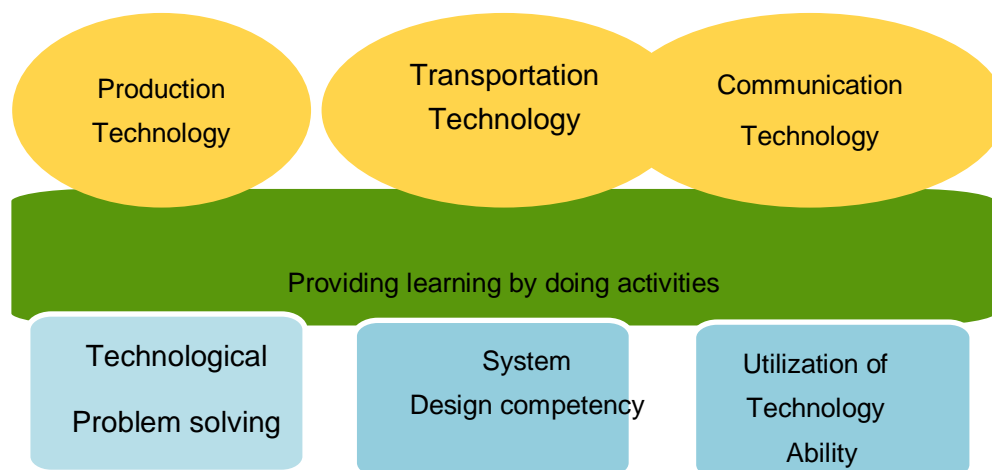 Production
Technology
Transportation
Technology
Communication
Technology
Providing learning by doing activities
Technological
Problem solving
System
Design competency
Utilization of
Technology
Ability